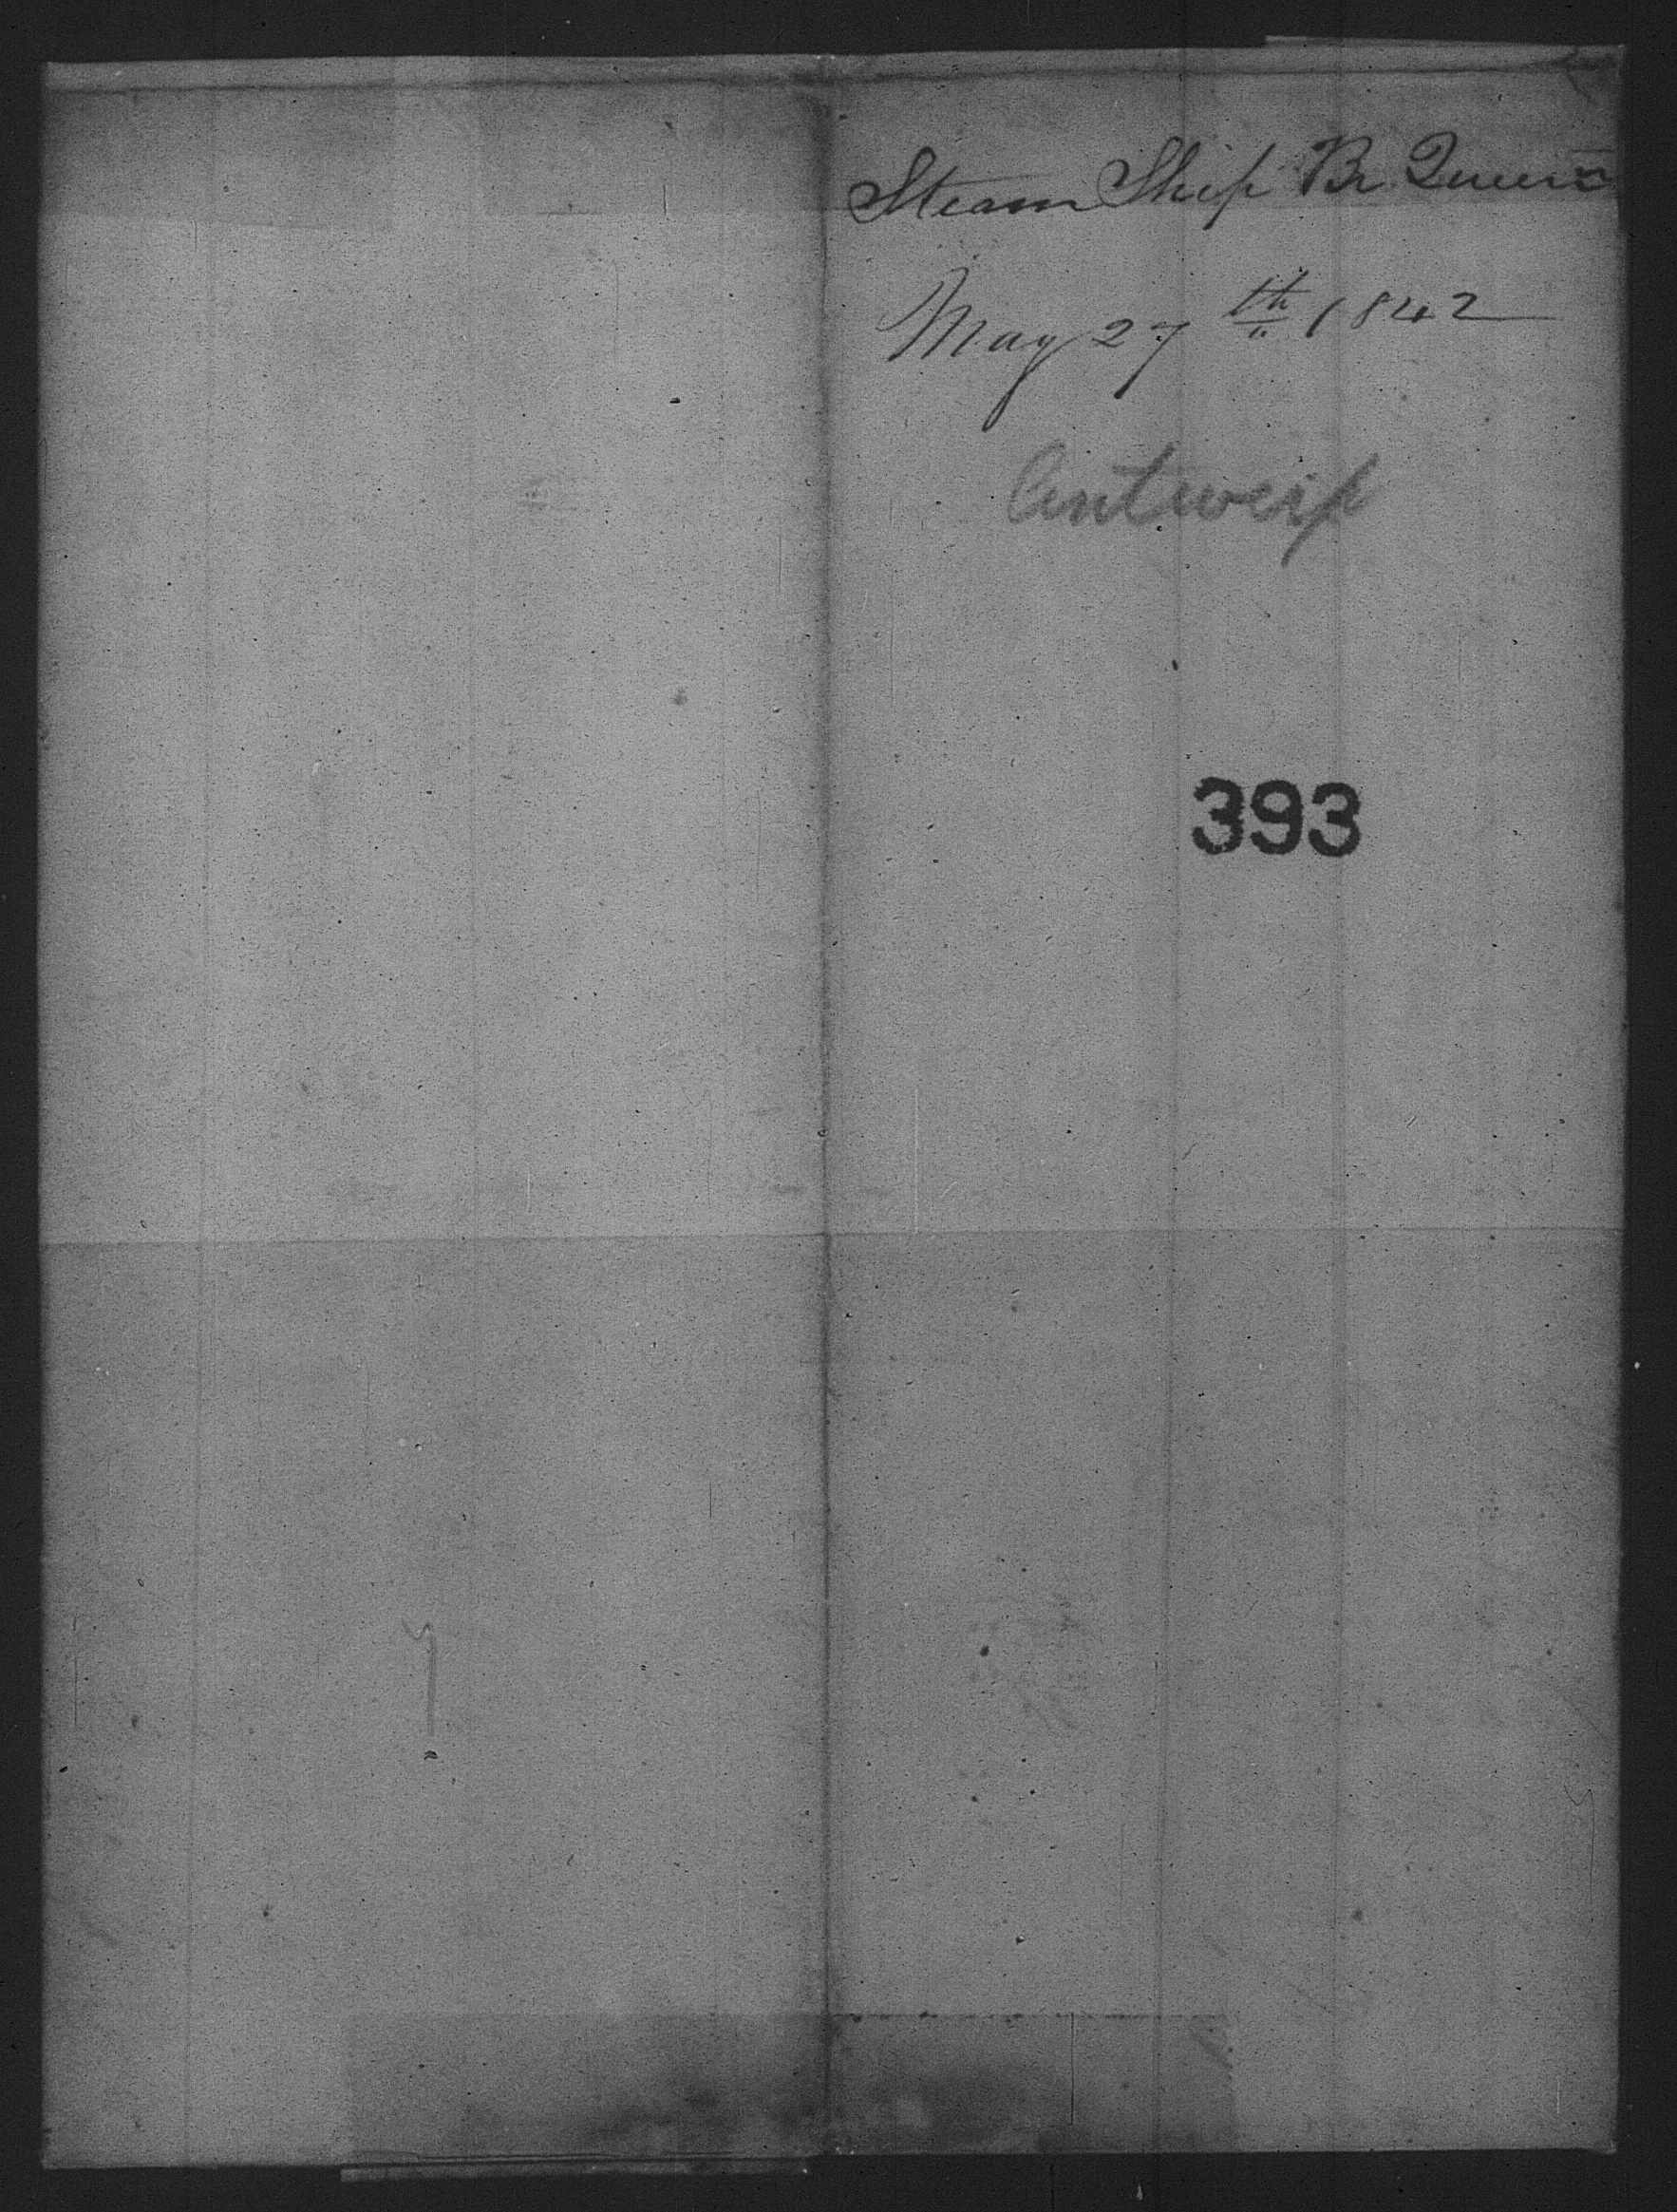 Steam Ship Br Queen
May 27th 1842
Antwerp
393